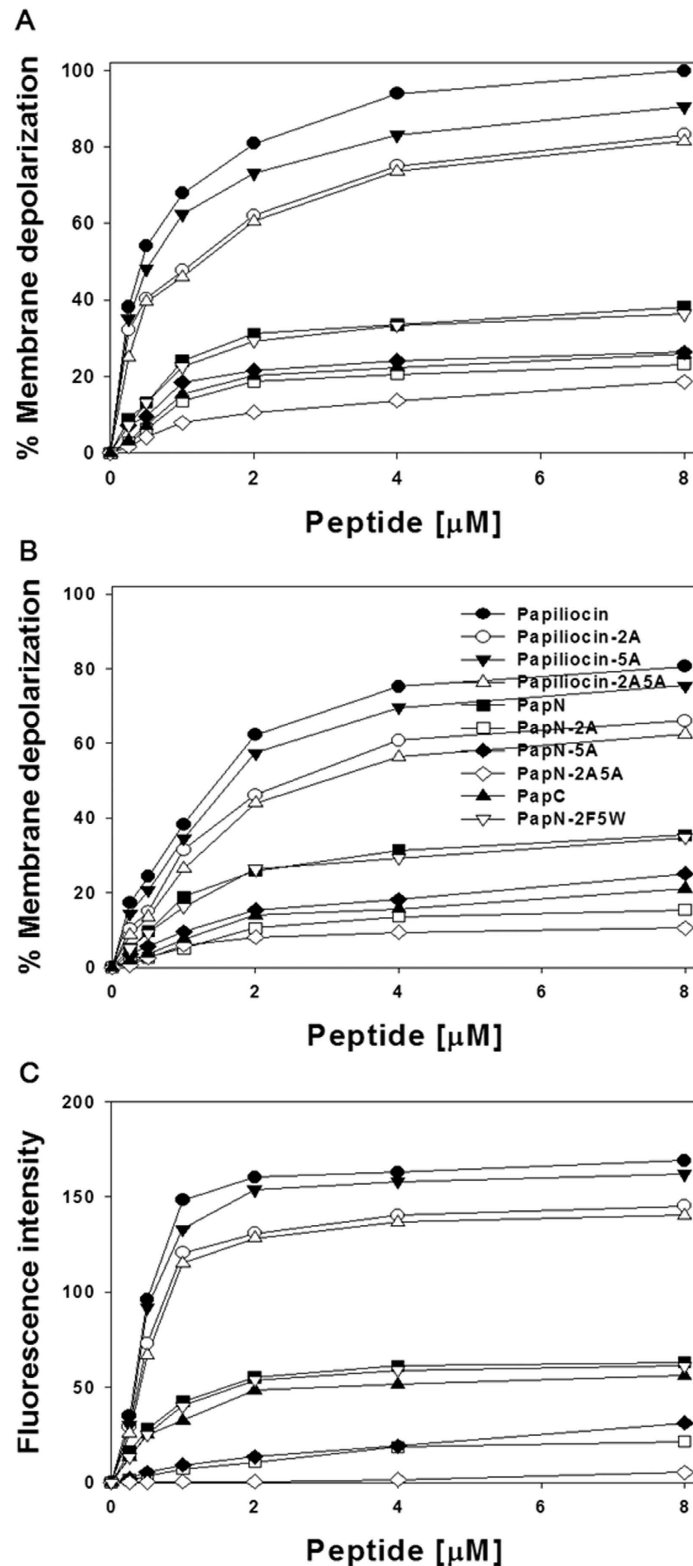 A
% Membrane depolarization
100
80
60
40
20
0
0
2
4
6
8
Peptide [μM]
B
% Membrane depolarization
100
80
60
40
20
0
Papiliocin
Papiliocin-2A
Papiliocin-5A
Papiliocin-2A5A
PapN
PapN-2A
PapN-5A
PapN-2A5A
PapC
PapN-2F5W
0
2
4
6
8
Peptide [μM]
C
Fluorescence intensity
200
150
100
50
0
0
2
4
6
8
Peptide [μM]